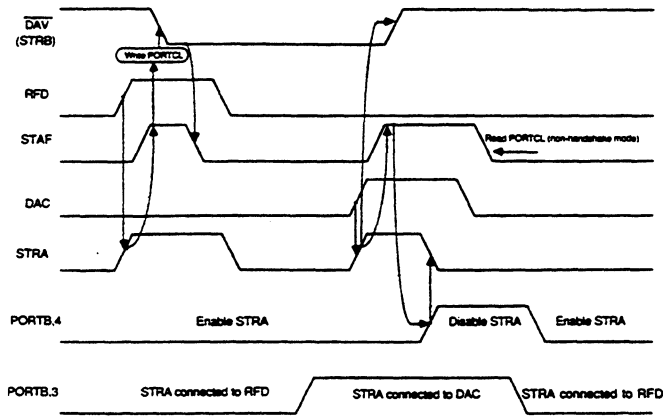 DAV
(STRB)
Write PORTCL
RFD
STAF
Read PORTCL (non-handshake mode)
DAC
STRA
PORTB.4
Enable STRA
Disable STRA
Enable STRA
PORTB.3
STRA connected to RFD
STRA connected to DAC
STRA connected to RFD